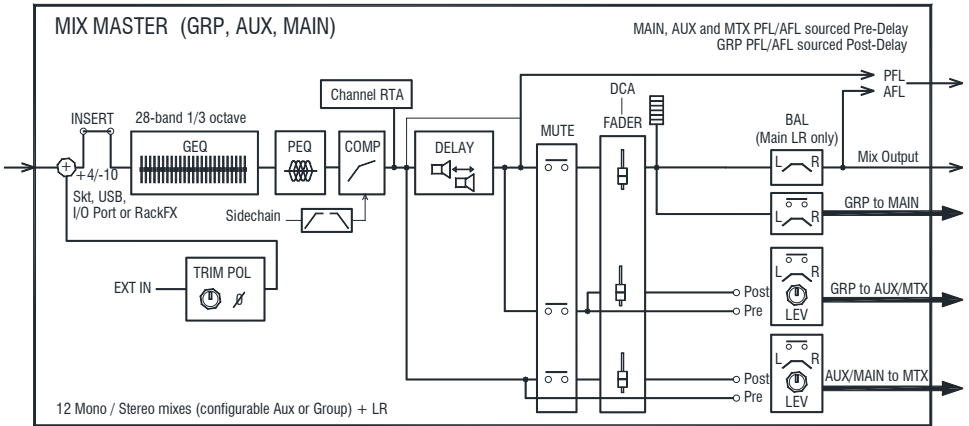 MIX MASTER (GRP, AUX, MAIN)
MAIN, AUX and MTX PFL/AFL sourced Pre-Delay
GRP PFL/AFL sourced Post-Delay
PFL
AFL
Channel RTA
DCA
FADER
INSERT
28-band 1/3 octave
GEQ
PEQ
COMP
DELAY
MUTE
BAL
(Main LR only)
L R
Mix Output
+4/-10
Skt, USB,
I/O Port or RackFX
Sidechain
L R
GRP to MAIN
EXT IN
TRIM POL
Ø
Post
Pre
L R
LEV
GRP to AUX/MTX
Post
Pre
L R
LEV
AUX/MAIN to MTX
12 Mono / Stereo mixes (configurable Aux or Group) + LR